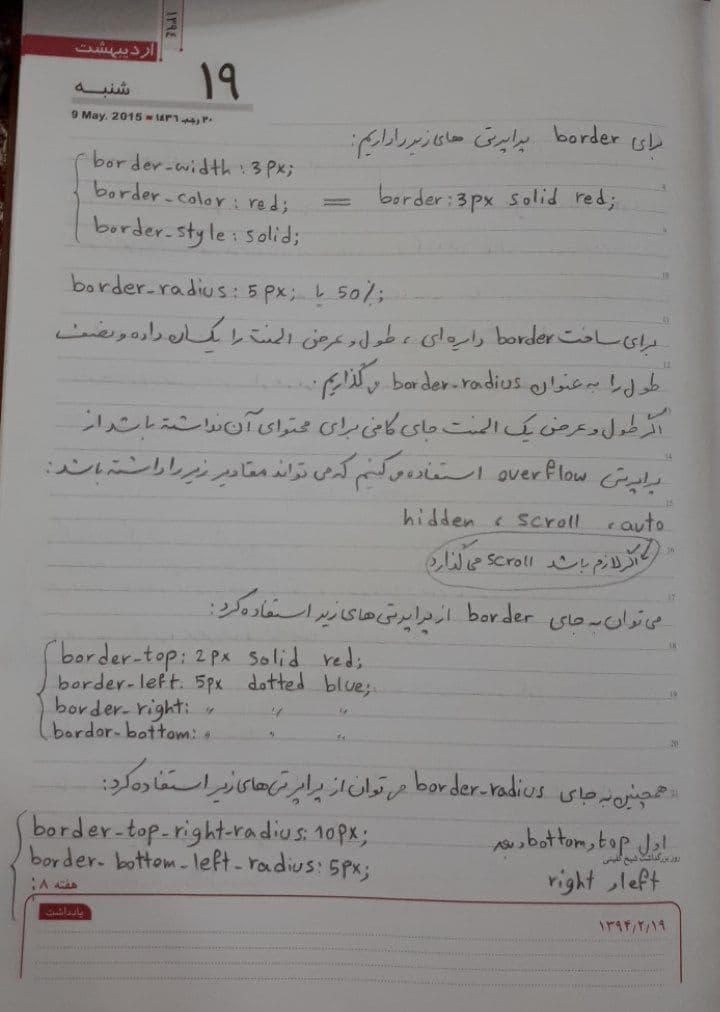 ۱۳۹۴
اردیبهشت
۱۹
شنبه
9 May. 2015 ■ ۲۰ رجب ۱۴۳۶
برای border پراپرتی های زیر را داریم:
border-width : 3px;
border-color : red; = border : 3px solid red;
border-style : solid;
border-radius : 5px; یا 50%;
برای ساخت border دایره‌ای ، طول و عرض المنت را یکسان داده و نصف
طول را به عنوان border-radius می گذاریم.
اگر طول و عرض یک المنت جای کافی برای محتوای آن نداشته باشد از
پراپرتی overflow استفاده می کنیم که می تواند مقادیر زیر را داشته باشد:
hidden ، scroll ، auto
اگر لازم باشد scroll می گذارد
می توان به جای border از پراپرتی های زیر استفاده کرد:
border-top: 2px solid red;
border-left: 5px dotted blue;
border-right: " " "
bordor-bottom: " " "
همچنین به جای border-radius می توان از پراپرتی های زیر استفاده کرد:
border-top-right-radius: 10px; اول top و bottom و بعد
border-bottom-left-radius: 5px; left و right
روز بزرگداشت شیخ کلینی
هفته ۸:
یادداشت
۱۳۹۴/۲/۱۹